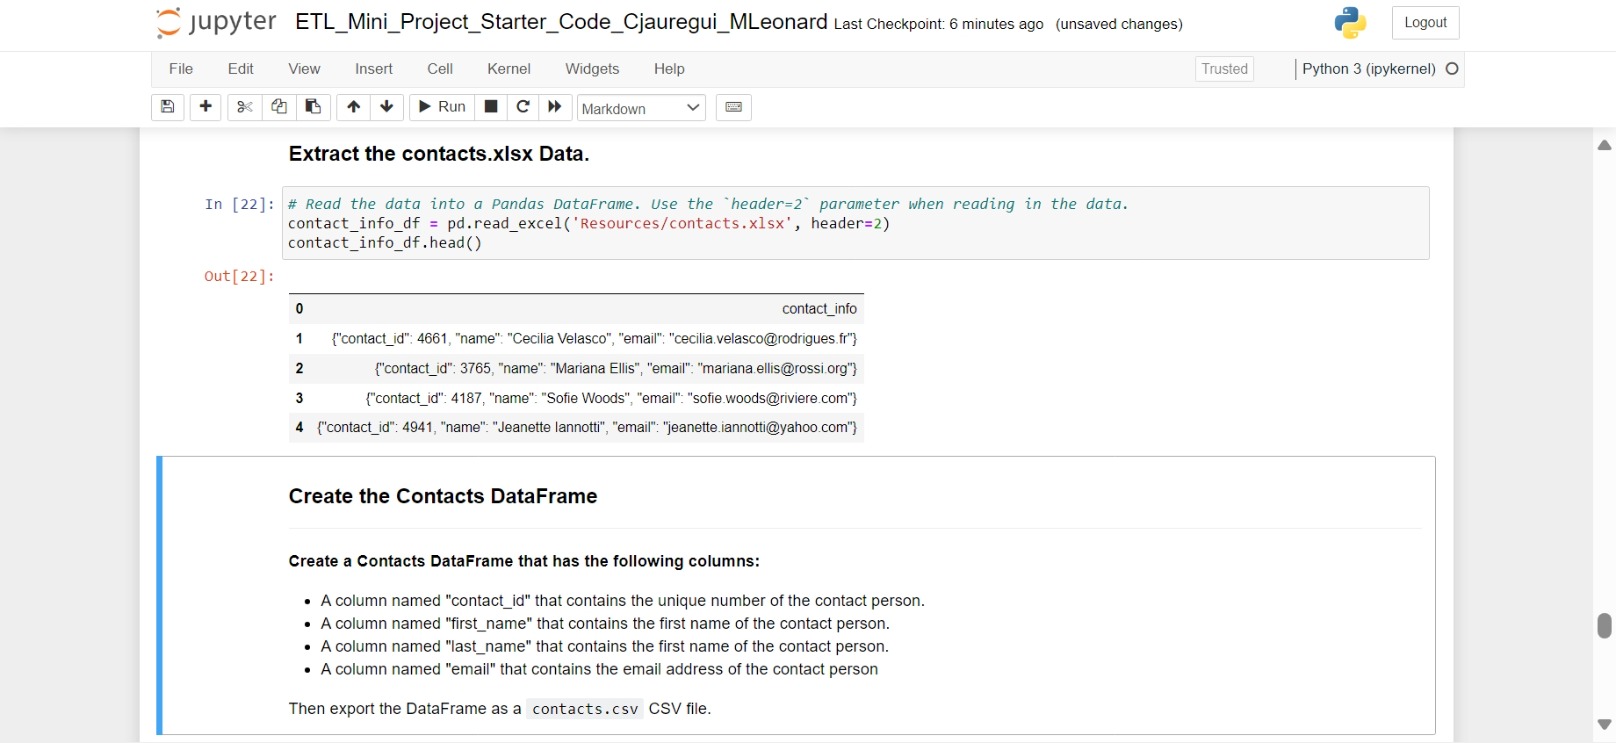 jupyter ETL_Mini_Project_Starter_Code_Cjauregui_MLeonard Last Checkpoint: 6 minutes ago (unsaved changes) Logout
File Edit View Insert Cell Kernel Widgets Help Trusted Python 3 (ipykernel)
Run Markdown
Extract the contacts.xlsx Data.
In [22]: # Read the data into a Pandas DataFrame. Use the `header=2` parameter when reading in the data.
contact_info_df = pd.read_excel('Resources/contacts.xlsx', header=2)
contact_info_df.head()
Out[22]:
0 contact_info
1 {"contact_id": 4661, "name": "Cecilia Velasco", "email": "cecilia.velasco@rodrigues.fr"}
2 {"contact_id": 3765, "name": "Mariana Ellis", "email": "mariana.ellis@rossi.org"}
3 {"contact_id": 4187, "name": "Sofie Woods", "email": "sofie.woods@riviere.com"}
4 {"contact_id": 4941, "name": "Jeanette Iannotti", "email": "jeanette.iannotti@yahoo.com"}
Create the Contacts DataFrame
Create a Contacts DataFrame that has the following columns:
• A column named "contact_id" that contains the unique number of the contact person.
• A column named "first_name" that contains the first name of the contact person.
• A column named "last_name" that contains the first name of the contact person.
• A column named "email" that contains the email address of the contact person
Then export the DataFrame as a contacts.csv CSV file.